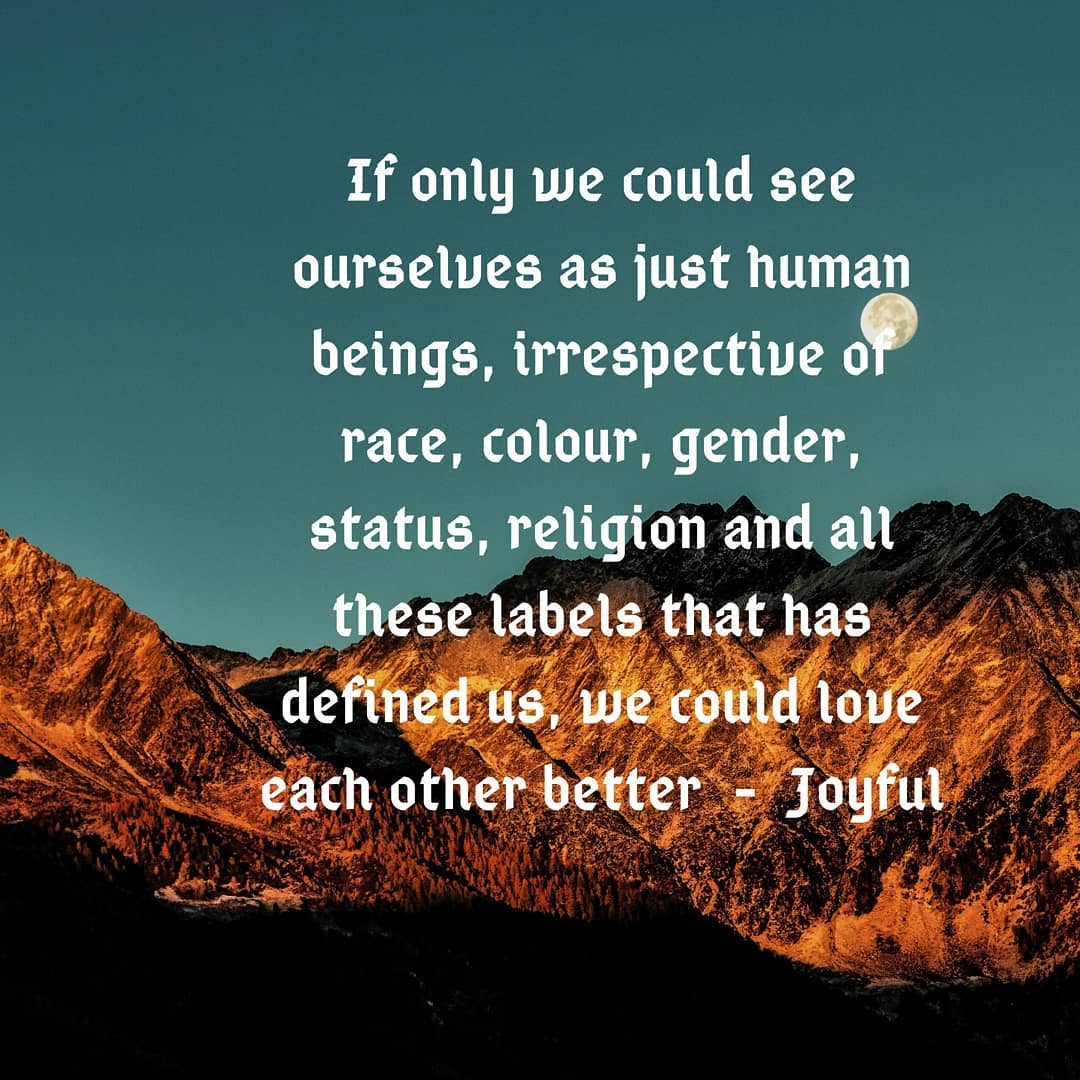 If only we could see
ourselves as just human
beings, irrespective of
race, colour, gender,
status, religion and all
these labels that has
defined us, we could love
each other better - Joyful